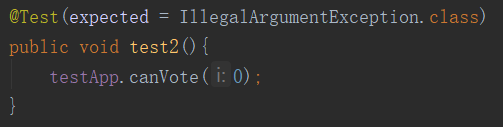 @Test(expected = IllegalArgumentException.class)
public void test2(){
testApp.canVote( i: 0);
}